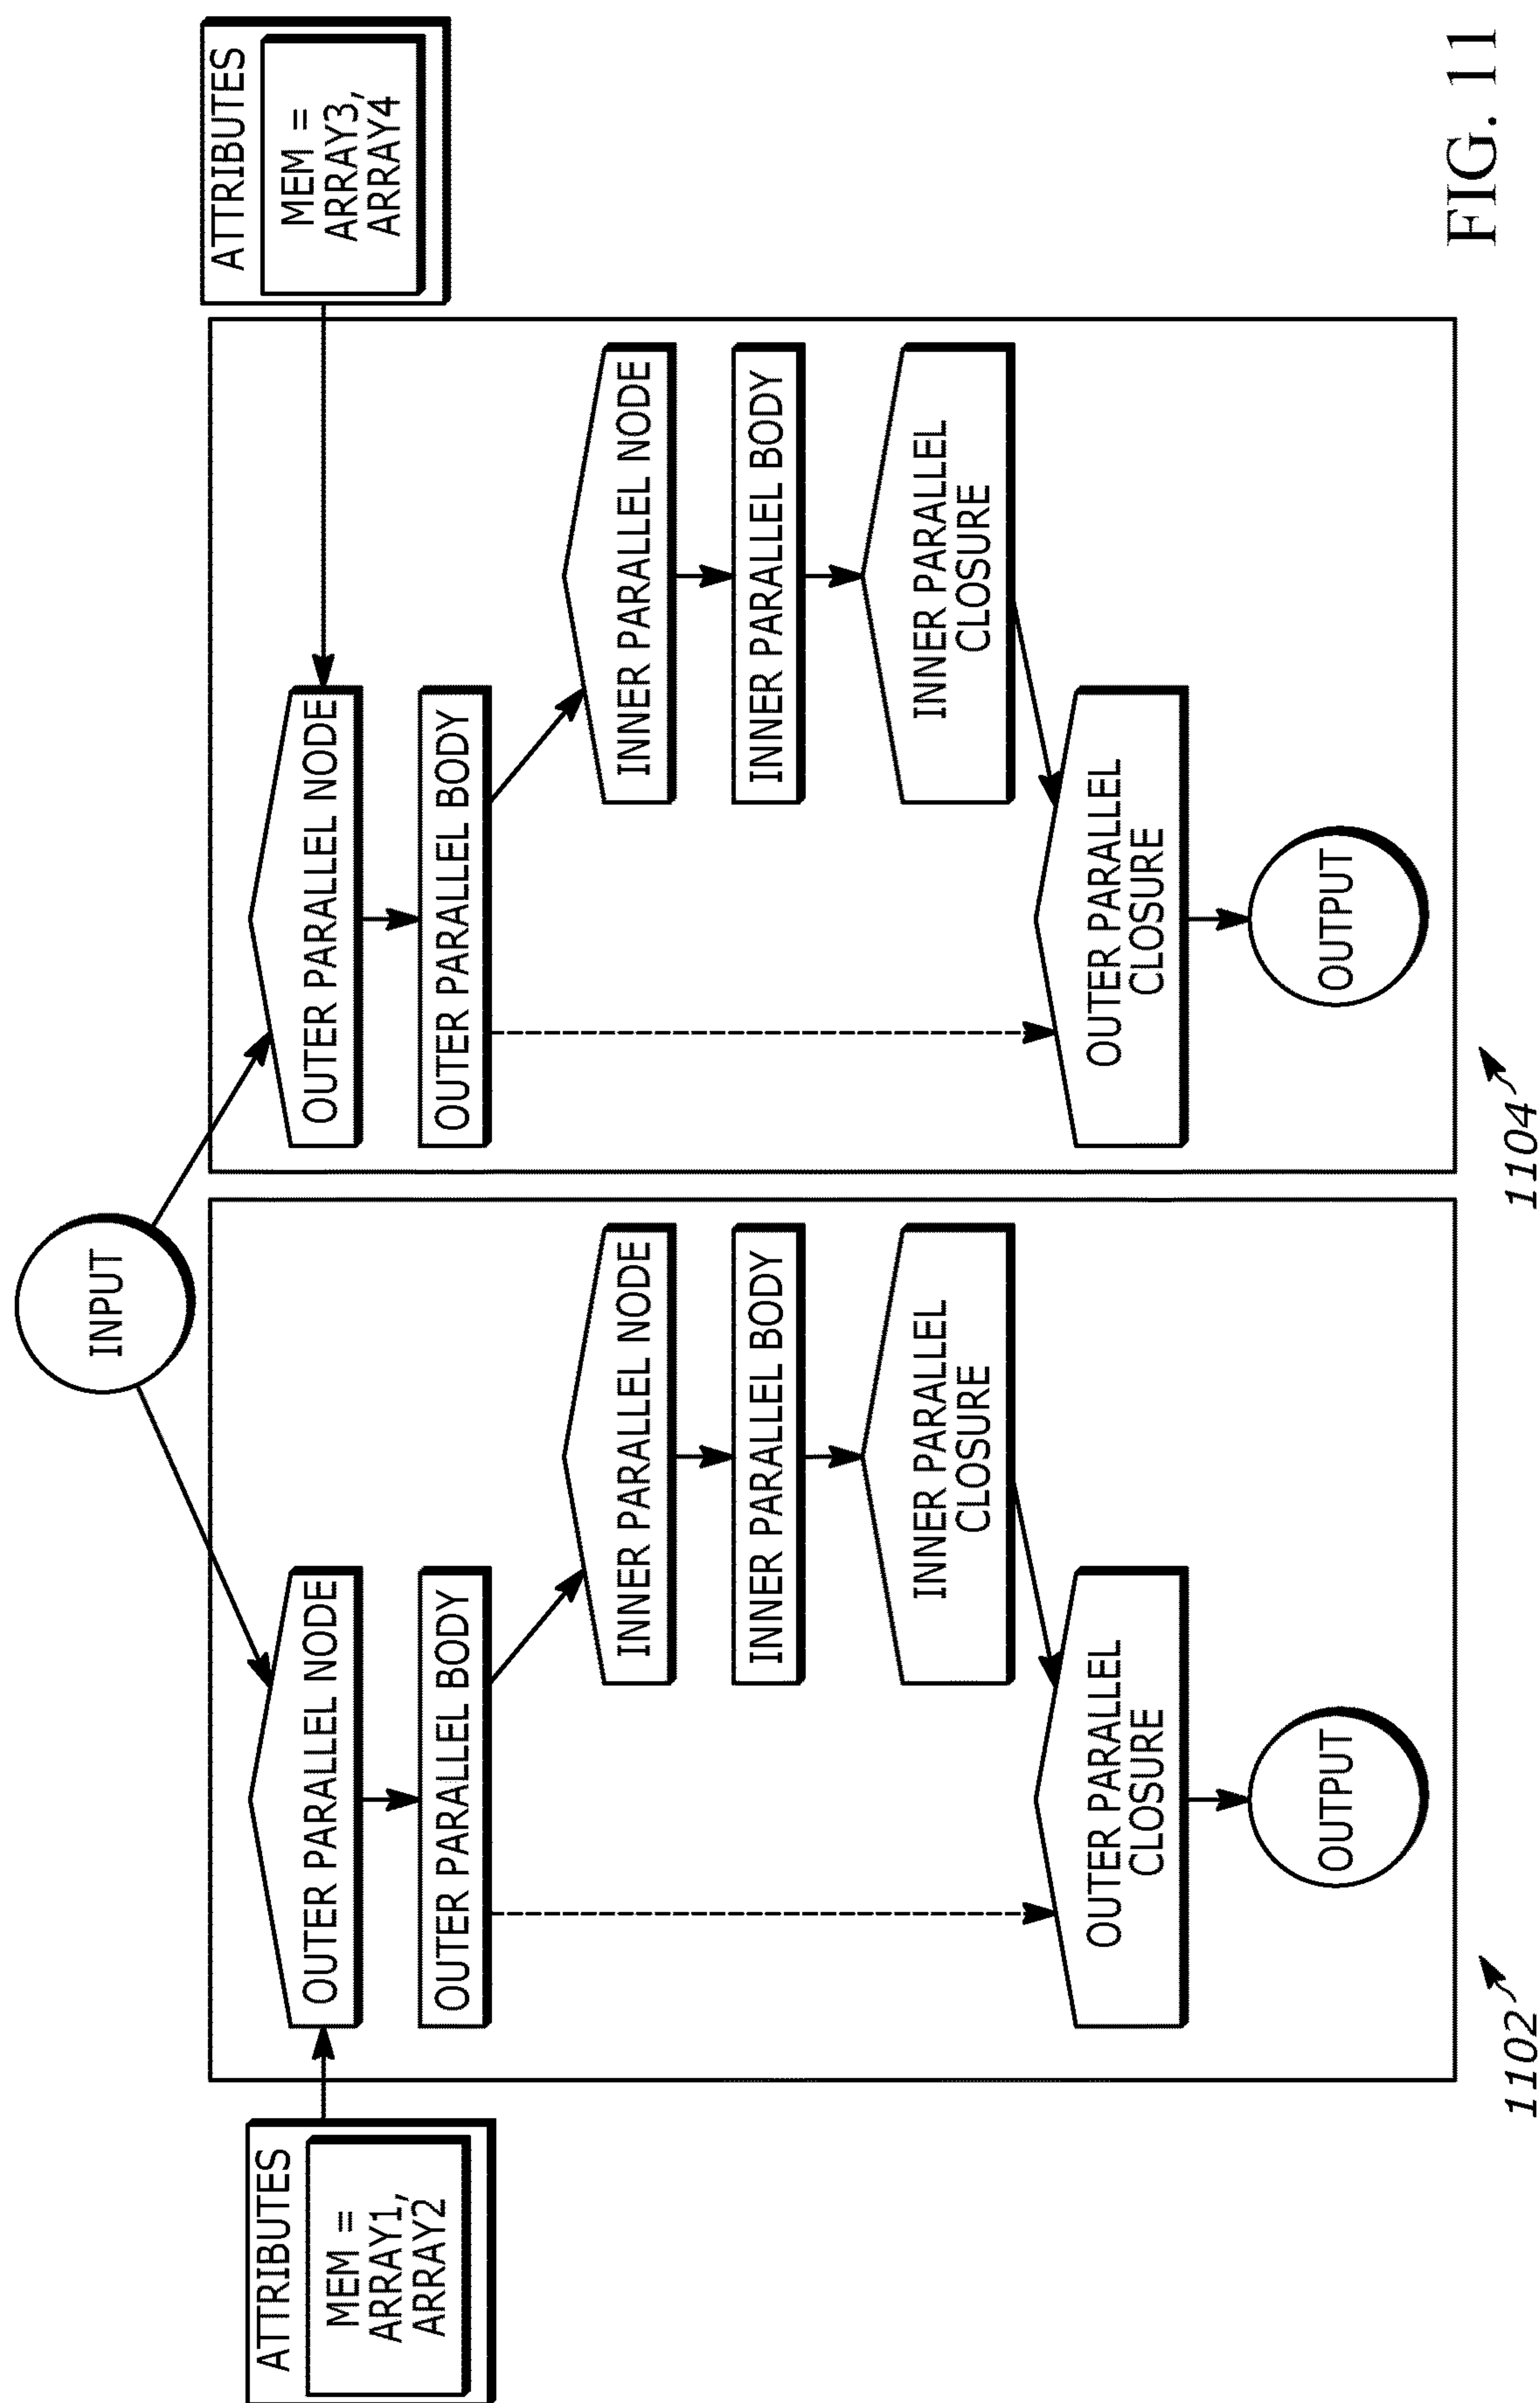 INPUT
ATTRIBUTES
MEM =
ARRAY1,
ARRAY2
OUTER PARALLEL NODE
OUTER PARALLEL BODY
INNER PARALLEL NODE
INNER PARALLEL BODY
INNER PARALLEL
CLOSURE
OUTER PARALLEL
CLOSURE
OUTPUT
1102
ATTRIBUTES
MEM =
ARRAY3,
ARRAY4
OUTER PARALLEL NODE
OUTER PARALLEL BODY
INNER PARALLEL NODE
INNER PARALLEL BODY
INNER PARALLEL
CLOSURE
OUTER PARALLEL
CLOSURE
OUTPUT
1104
FIG. 11